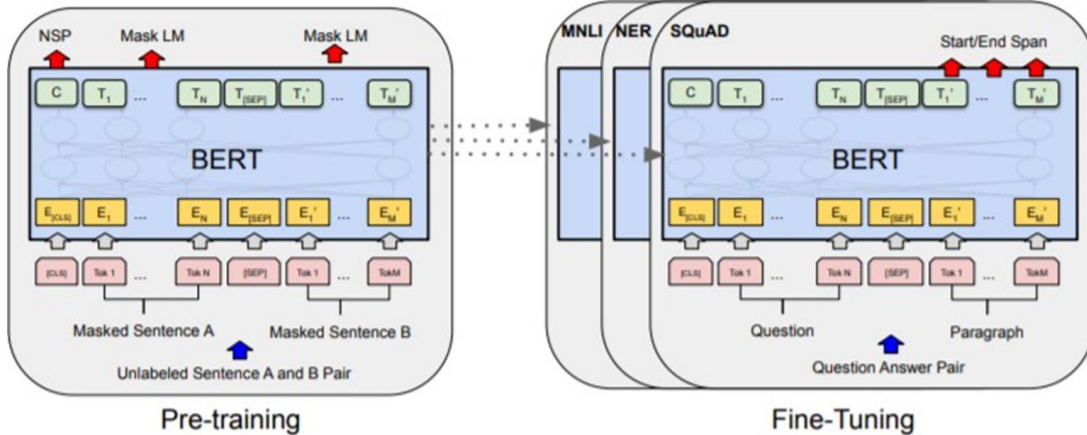 NSP Mask LM Mask LM
C T1 ... TN T[SEP] T1' ... TM'
BERT
E[CLS] E1 ... EN E[SEP] E1' ... EM'
[CLS] Tok 1 ... Tok N [SEP] Tok 1 ... TokM
Masked Sentence A Masked Sentence B
Unlabeled Sentence A and B Pair
Pre-training
MNLI NER SQuAD
Start/End Span
C T1 ... TN T[SEP] T1' ... TM'
BERT
E[CLS] E1 ... EN E[SEP] E1' ... EM'
[CLS] Tok 1 ... Tok N [SEP] Tok 1 ... TokM
Question Paragraph
Question Answer Pair
Fine-Tuning